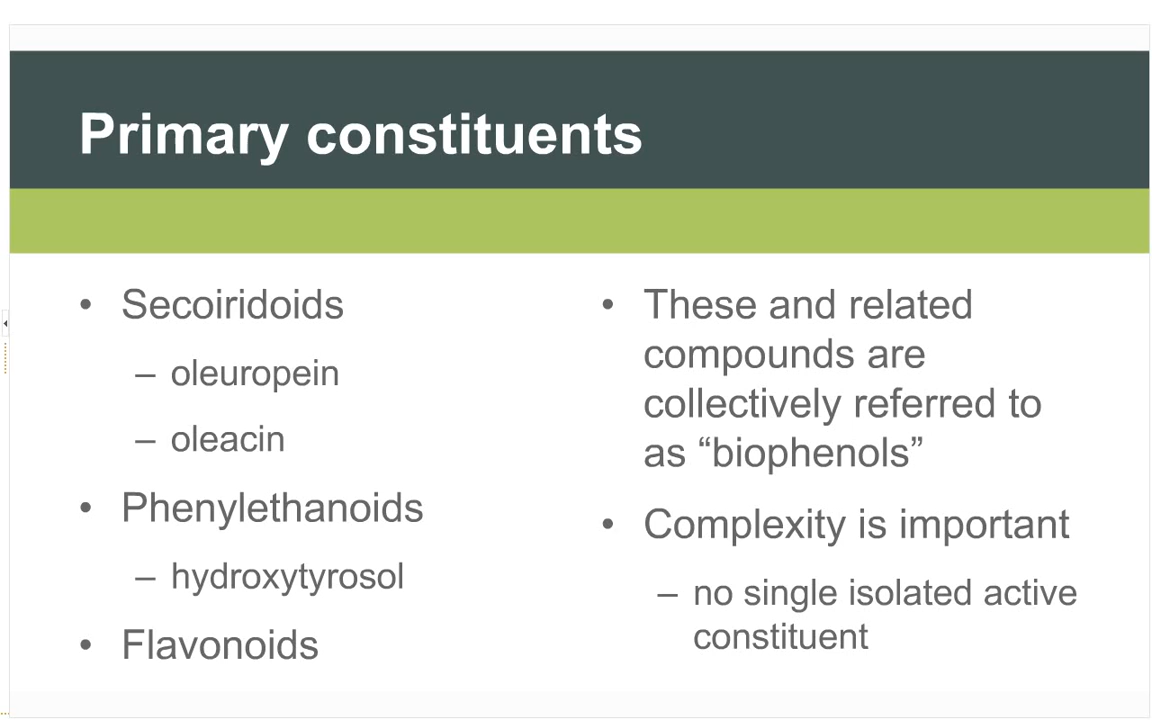 Primary constituents
• Secoiridoids
– oleuropein
– oleacin
• Phenylethanoids
– hydroxytyrosol
• Flavonoids
• These and related
compounds are
collectively referred to
as “biophenols”
• Complexity is important
– no single isolated active
constituent